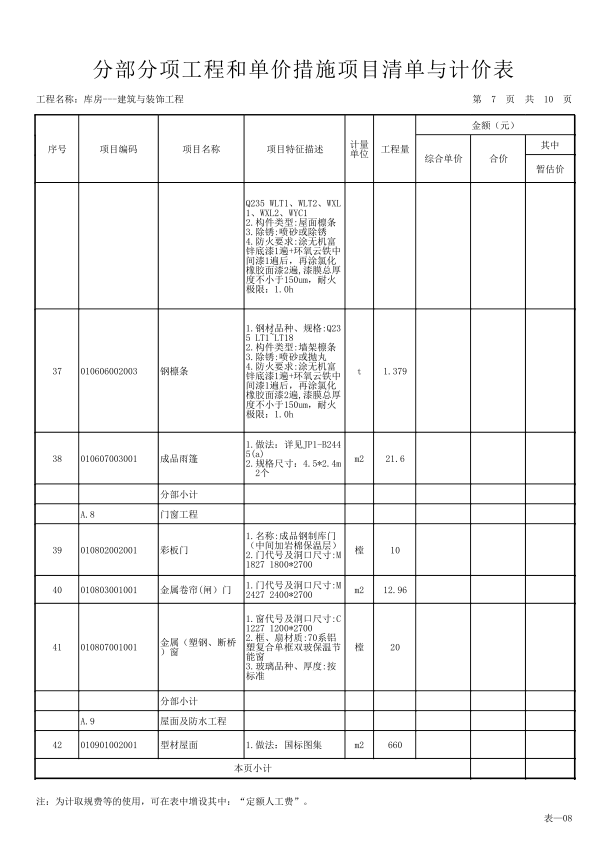 分部分项工程和单价措施项目清单与计价表
工程名称：库房---建筑与装饰工程
第 7 页 共 10 页
序号
项目编码
项目名称
项目特征描述
计量
单位
工程量
金额（元）
综合单价
合价
其中
暂估价
Q235 WLT1、WLT2、WXL
1、WXL2、WYC1
2.构件类型:屋面檩条
3.除锈:喷砂或除锈
4.防火要求:涂无机富
锌底漆1遍+环氧云铁中
间漆1遍后，再涂氯化
橡胶面漆2遍,漆膜总厚
度不小于150um，耐火
极限：1.0h
37
010606002003
钢檩条
1.钢材品种、规格:Q23
5 LT1~LT18
2.构件类型:墙架檩条
3.除锈:喷砂或抛丸
4.防火要求:涂无机富
锌底漆1遍+环氧云铁中
间漆1遍后，再涂氯化
橡胶面漆2遍,漆膜总厚
度不小于150um，耐火
极限：1.0h
t
1.379
38
010607003001
成品雨篷
1.做法：详见JP1-B244
5(a)
2.规格尺寸：4.5*2.4m
2个
m2
21.6
分部小计
A.8
门窗工程
39
010802002001
彩板门
1.名称:成品钢制库门
（中间加岩棉保温层）
2.门代号及洞口尺寸:M
1827 1800*2700
樘
10
40
010803001001
金属卷帘(闸）门
1.门代号及洞口尺寸:M
2427 2400*2700
m2
12.96
41
010807001001
金属（塑钢、断桥
）窗
1.窗代号及洞口尺寸:C
1227 1200*2700
2.框、扇材质:70系铝
塑复合单框双玻保温节
能窗
3.玻璃品种、厚度:按
标准
樘
20
分部小计
A.9
屋面及防水工程
42
010901002001
型材屋面
1.做法：国标图集
m2
660
本页小计
注：为计取规费等的使用，可在表中增设其中：“定额人工费”。
表—08